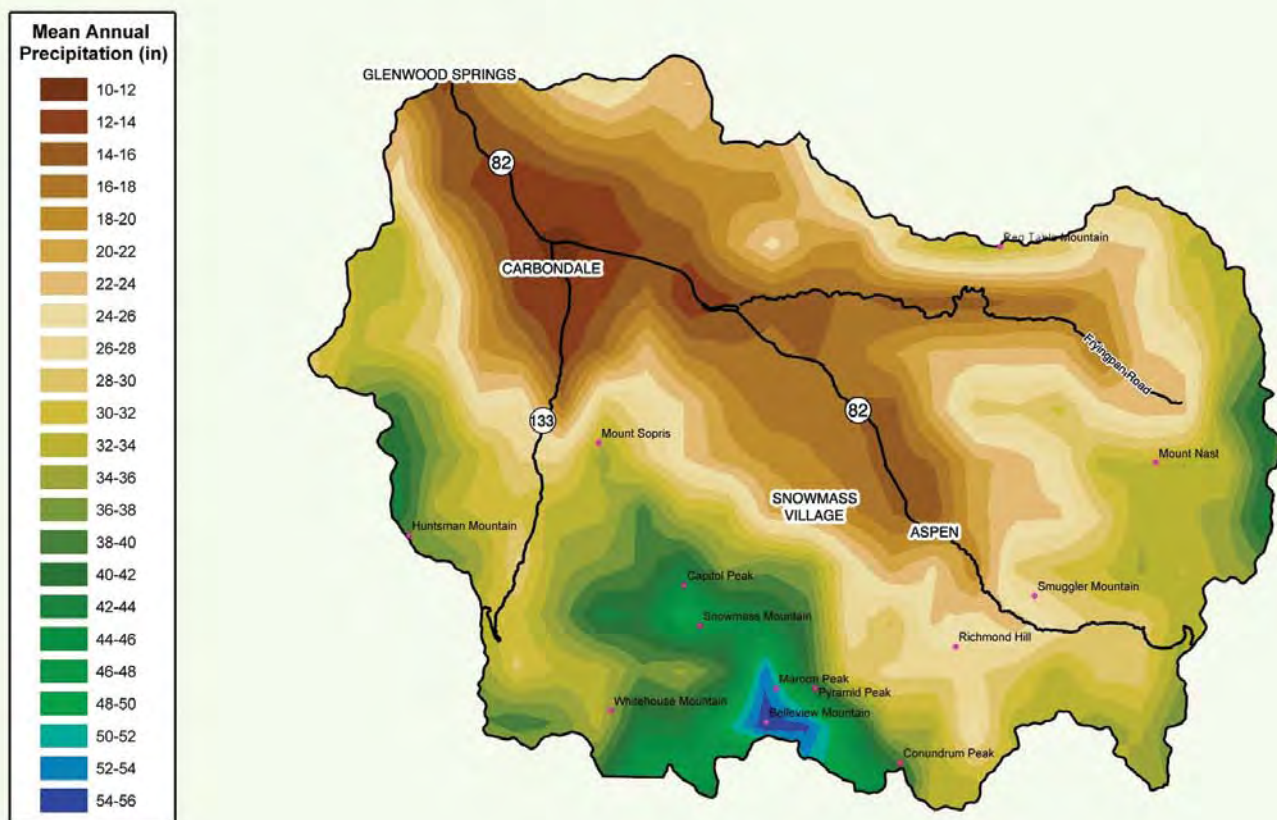 Mean Annual
Precipitation (in)
10-12
12-14
14-16
16-18
18-20
20-22
22-24
24-26
26-28
28-30
30-32
32-34
34-36
36-38
38-40
40-42
42-44
44-46
46-48
48-50
50-52
52-54
54-56
GLENWOOD SPRINGS
82
Table Mountain
CARBONDALE
Fryingpan Road
133
82
Mount Sopris
Mount Nast
SNOWMASS
VILLAGE
Huntsman Mountain
ASPEN
Capitol Peak
Smuggler Mountain
Snowmass Mountain
Richmond Hill
Maroon Peak
Pyramid Peak
Whitehouse Mountain
Belleview Mountain
Conundrum Peak